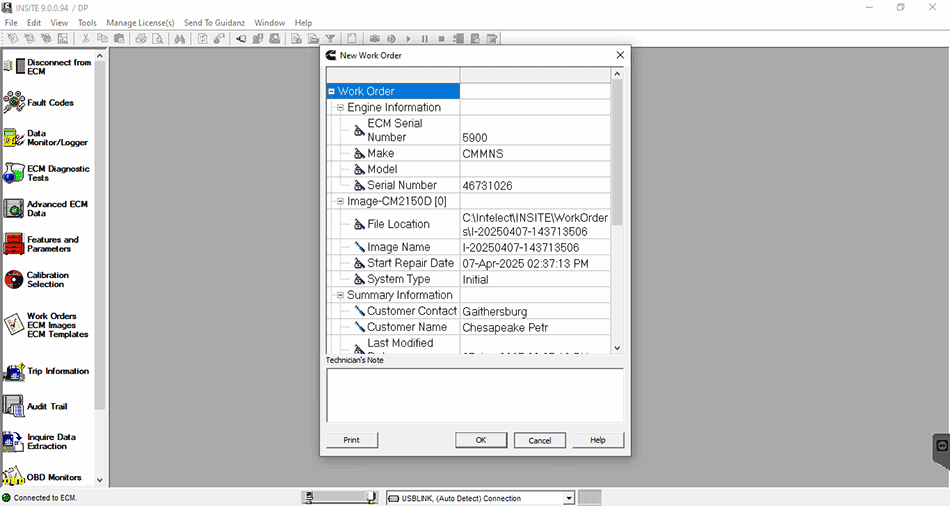 INSITE 9.0.0.94 / DP
File Edit View Tools Manage License(s) Send To Guidanz Window Help
Disconnect from
ECM
Fault Codes
Data
Monitor/Logger
ECM Diagnostic
Tests
Advanced ECM
Data
Features and
Parameters
Calibration
Selection
Work Orders
ECM Images
ECM Templates
Trip Information
Audit Trail
Inquire Data
Extraction
OBD Monitors
New Work Order
Work Order
Engine Information
ECM Serial
Number 5900
Make CMMNS
Model
Serial Number 46731026
Image-CM2150D [0]
File Location C:\Intelect\INSITE\WorkOrder
s\I-20250407-143713506
Image Name I-20250407-143713506
Start Repair Date 07-Apr-2025 02:37:13 PM
System Type Initial
Summary Information
Customer Contact Gaithersburg
Customer Name Chesapeake Petr
Last Modified
Technician's Note
Print OK Cancel Help
Connected to ECM.
USBLINK, (Auto Detect) Connection